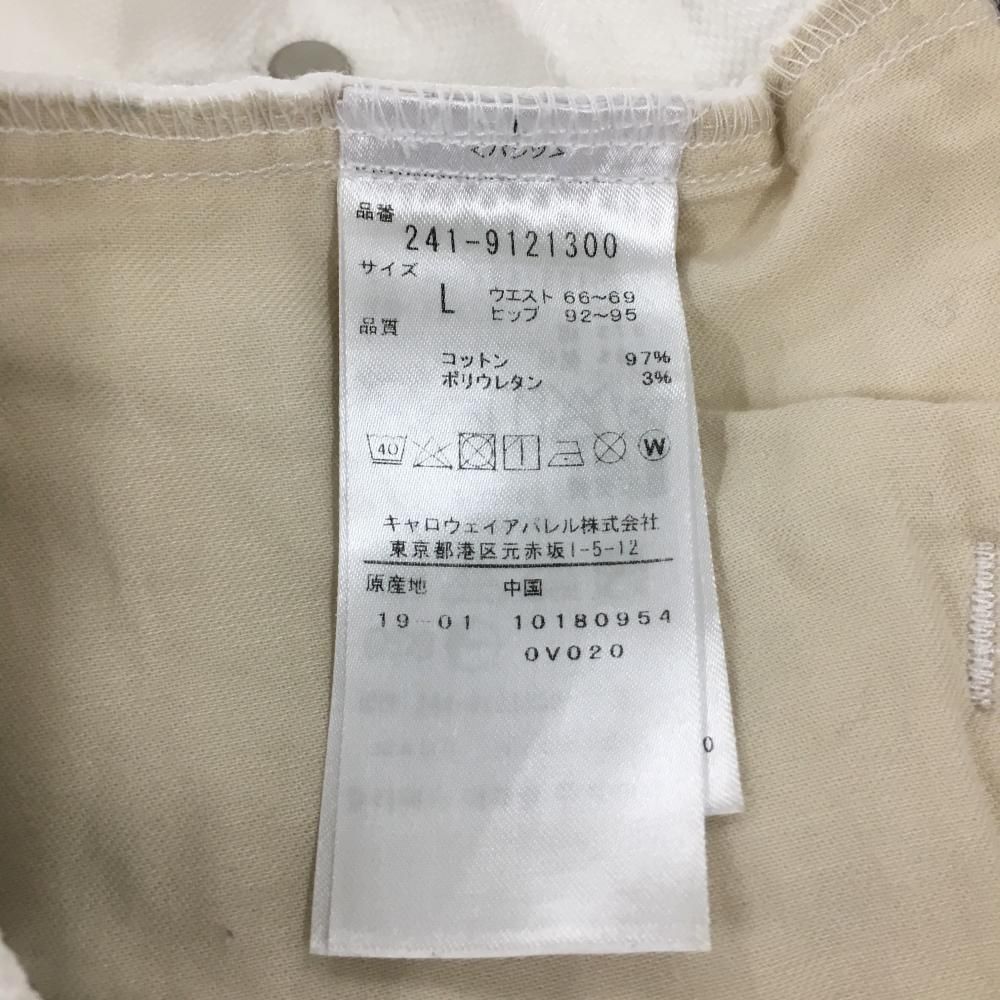 <パンツ>
品番
241-9121300
サイズ
L ウエスト 66~69
ヒップ 92~95
品質
コットン 97%
ポリウレタン 3%
40 W
キャロウェイアパレル株式会社
東京都港区元赤坂1-5-12
原産地 中国
19-01 10180954
0V020
0